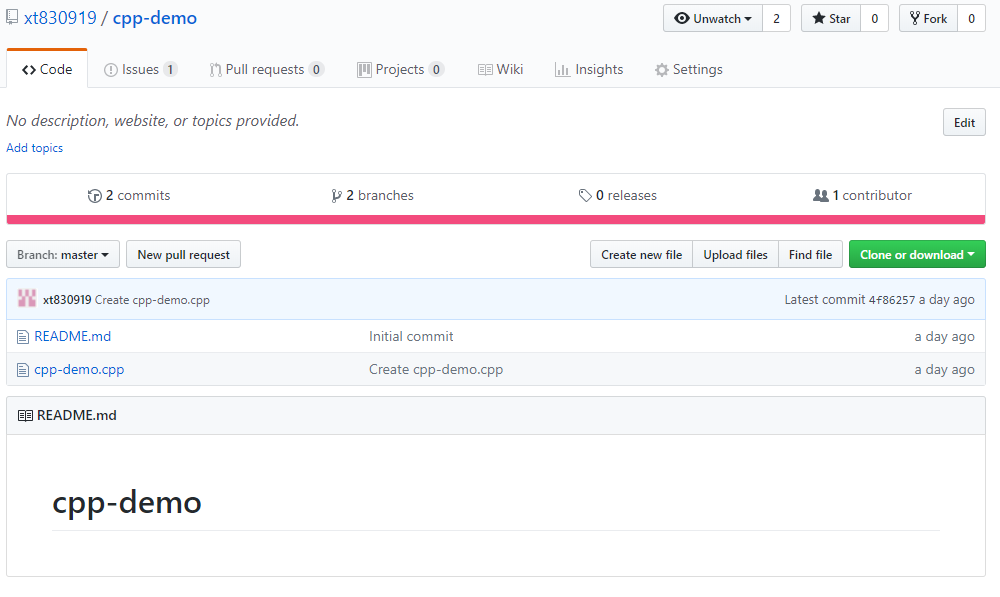 xt830919 / cpp-demo
Unwatch 2 Star 0 Fork 0
Code Issues 1 Pull requests 0 Projects 0 Wiki Insights Settings
No description, website, or topics provided. Edit
Add topics
2 commits 2 branches 0 releases 1 contributor
Branch: master New pull request Create new file Upload files Find file Clone or download
xt830919 Create cpp-demo.cpp Latest commit 4f86257 a day ago
README.md Initial commit a day ago
cpp-demo.cpp Create cpp-demo.cpp a day ago
README.md
cpp-demo